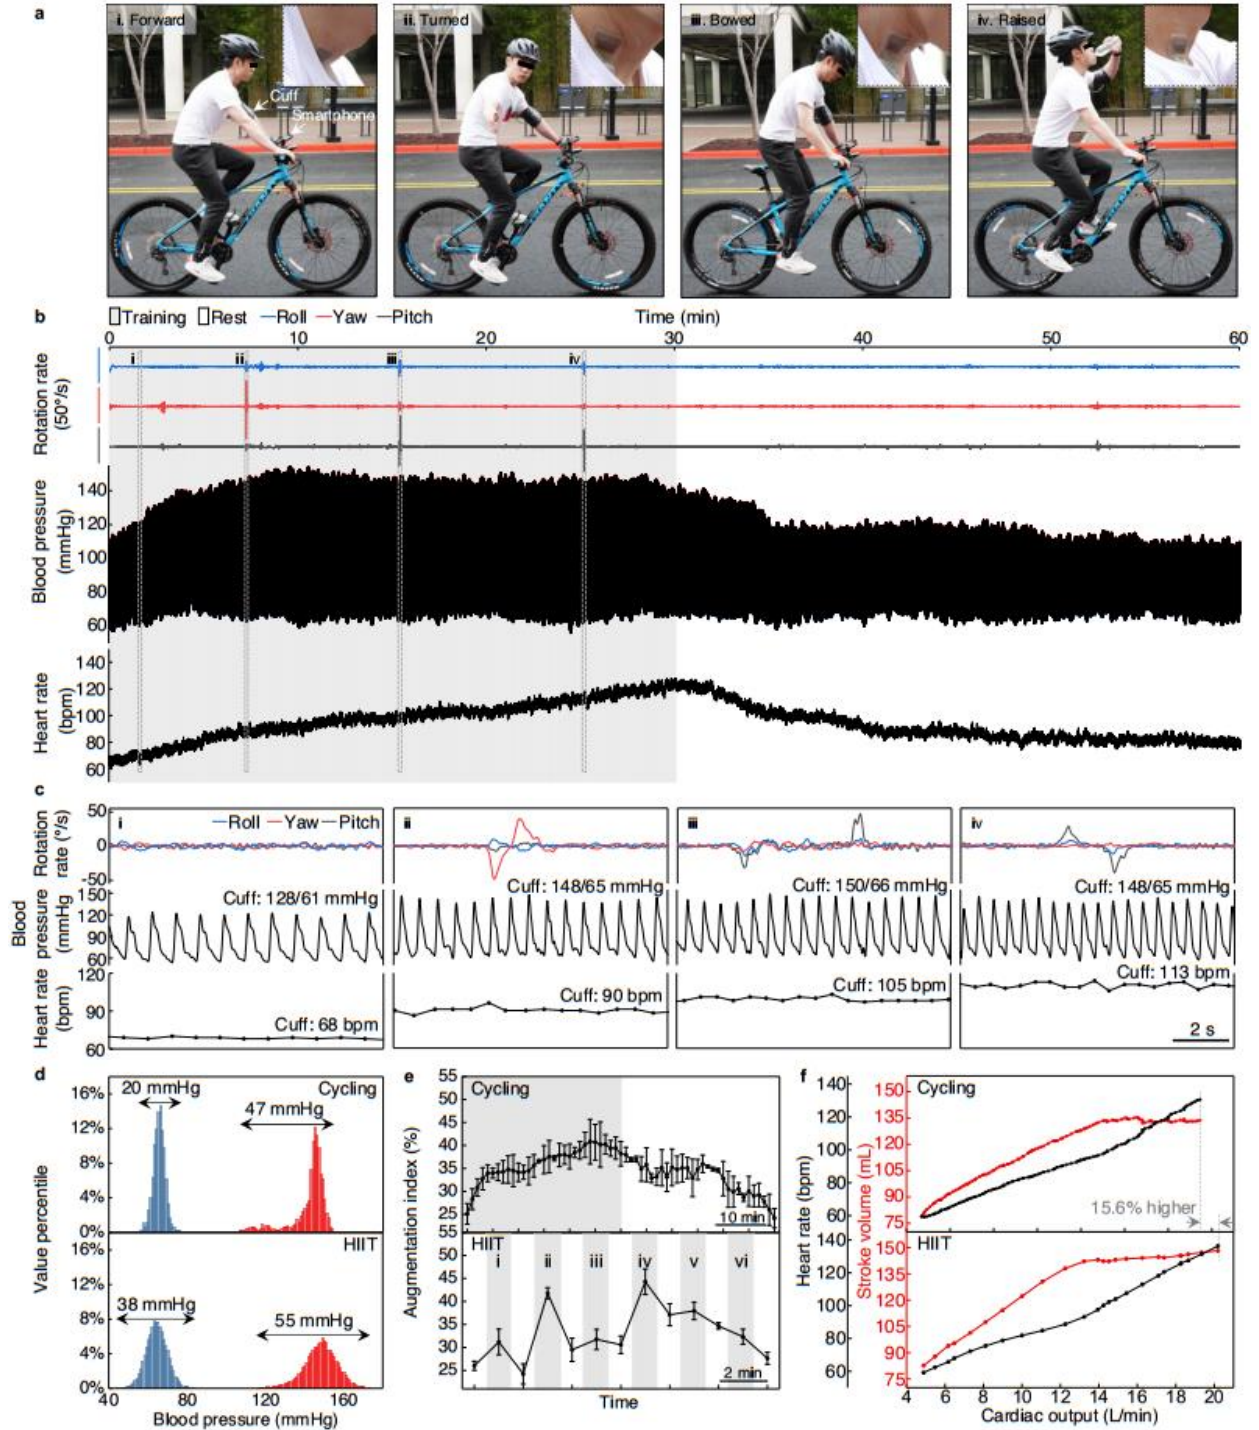 a
i. Forward
ii. Turned
iii. Bowed
iv. Raised
Cuff
Smartphone
b
Training Rest Roll Yaw Pitch
Time (min)
0 10 20 30 40 50 60
i ii iii iv
Rotation rate
(50°/s)
Blood pressure
(mmHg)
140
120
100
80
60
Heart rate
(bpm)
140
120
100
80
60
c
Rotation
rate (°/s)
50
0
-50
i
Roll Yaw Pitch
ii
iii
iv
Blood
pressure
(mmHg)
150
120
90
60
Cuff: 128/61 mmHg
Cuff: 148/65 mmHg
Cuff: 150/66 mmHg
Cuff: 148/65 mmHg
Heart rate
(bpm)
120
90
60
Cuff: 68 bpm
Cuff: 90 bpm
Cuff: 105 bpm
Cuff: 113 bpm
2 s
d
Value percentile
16%
12%
8%
4%
0%
20 mmHg
Cycling
47 mmHg
16%
12%
8%
4%
0%
HIIT
38 mmHg
55 mmHg
40 80 120 160
Blood pressure (mmHg)
e
Augmentation index (%)
55
50
45
40
35
30
25
Cycling
10 min
50
45
40
35
30
25
HIIT
i ii iii iv v vi
2 min
Time
f
Heart rate (bpm)
Stroke volume (mL)
140
120
100
80
60
150
135
120
105
90
75
Cycling
15.6% higher
140
120
100
80
60
150
135
120
105
90
75
HIIT
4 6 8 10 12 14 16 18 20
Cardiac output (L/min)